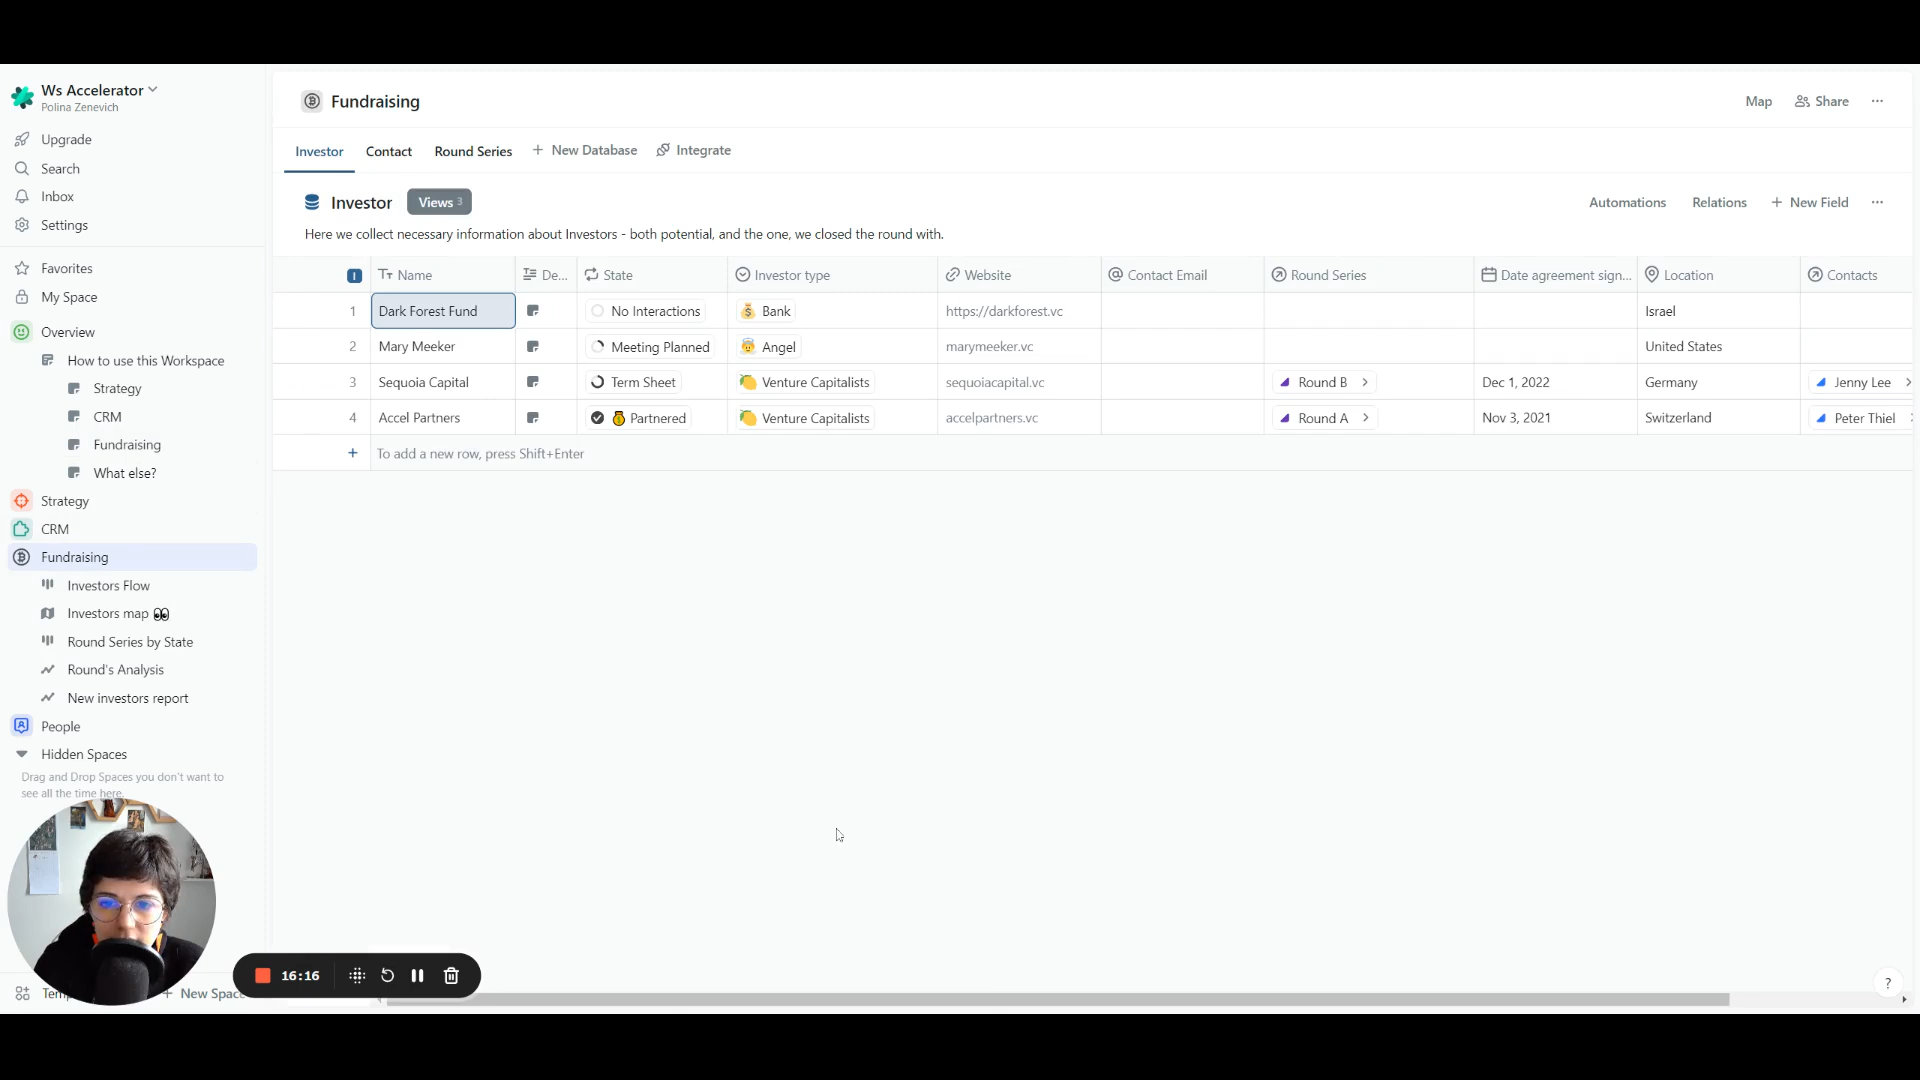 Ws Accelerator
Polina Zenevich
Upgrade
Search
Inbox
Settings
Favorites
My Space
Overview
How to use this Workspace
Strategy
CRM
Fundraising
What else?
Strategy
CRM
Fundraising
Investors Flow
Investors map 👀
Round Series by State
Round's Analysis
New investors report
People
Hidden Spaces
Drag and Drop Spaces you don't want to
see all the time here.
+ New Space
16:16
Fundraising
Map Share ...
Investor Contact Round Series + New Database Integrate
Investor Views 3
Automations Relations + New Field ...
Here we collect necessary information about Investors - both potential, and the one, we closed the round with.
I Name De... State Investor type Website Contact Email Round Series Date agreement sign... Location Contacts
1 Dark Forest Fund No Interactions Bank https://darkforest.vc Israel
2 Mary Meeker Meeting Planned Angel marymeeker.vc United States
3 Sequoia Capital Term Sheet Venture Capitalists sequoiacapital.vc Round B Dec 1, 2022 Germany Jenny Lee
4 Accel Partners Partnered Venture Capitalists accelpartners.vc Round A Nov 3, 2021 Switzerland Peter Thiel
+ To add a new row, press Shift+Enter
?